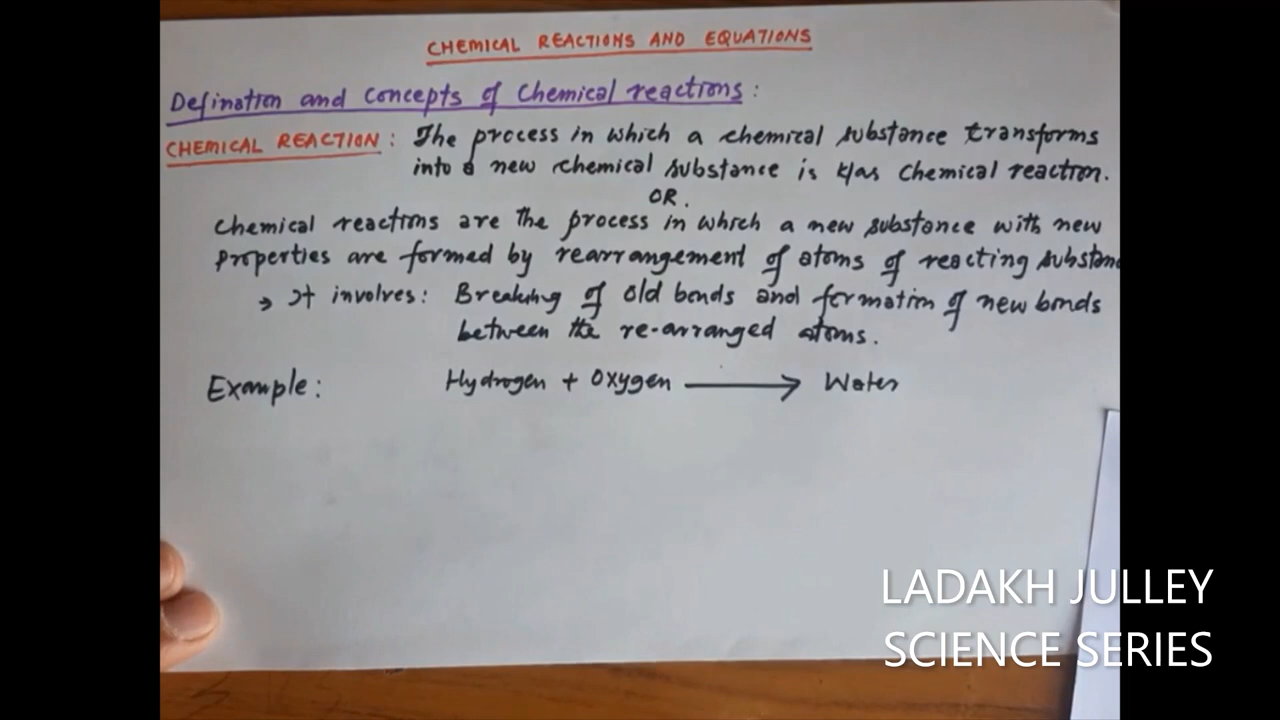 CHEMICAL REACTIONS AND EQUATIONS
Defination and concepts of Chemical reactions :
CHEMICAL REACTION : The process in which a chemical substance transforms
into a new chemical substance is k/as chemical reaction.
OR.
Chemical reactions are the process in which a new substance with new
properties are formed by rearrangement of atoms of reacting substanc
→ It involves : Breaking of old bonds and formation of new bonds
between the re-arranged atoms.
Example : Hydrogen + Oxygen ⟶ Water
LADAKH JULLEY
SCIENCE SERIES